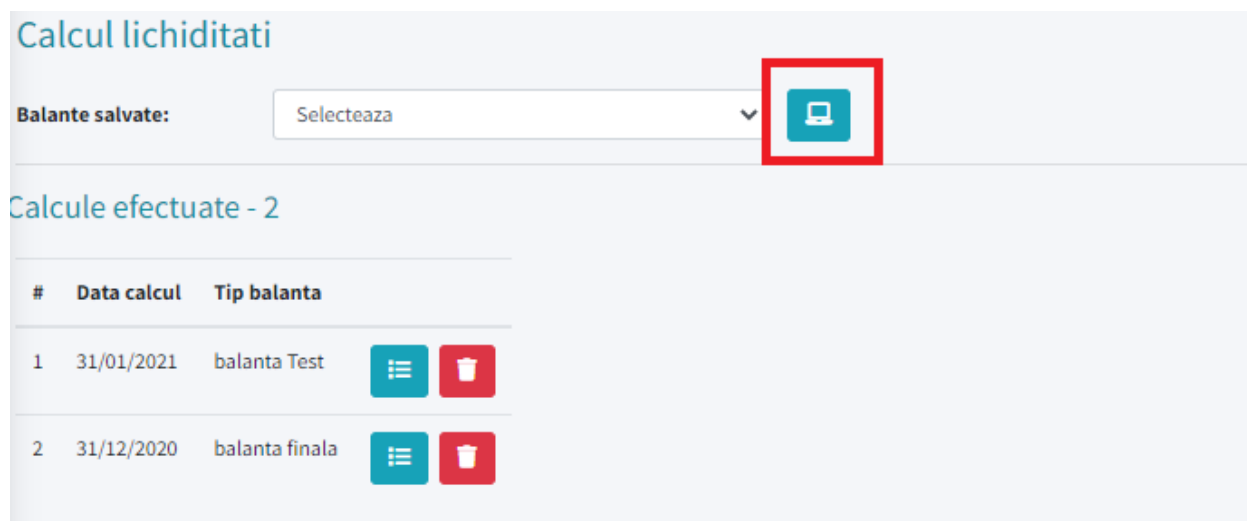 Calcul lichiditati
Balante salvate: Selecteaza
Calcule efectuate - 2
# Data calcul Tip balanta
1 31/01/2021 balanta Test
2 31/12/2020 balanta finala